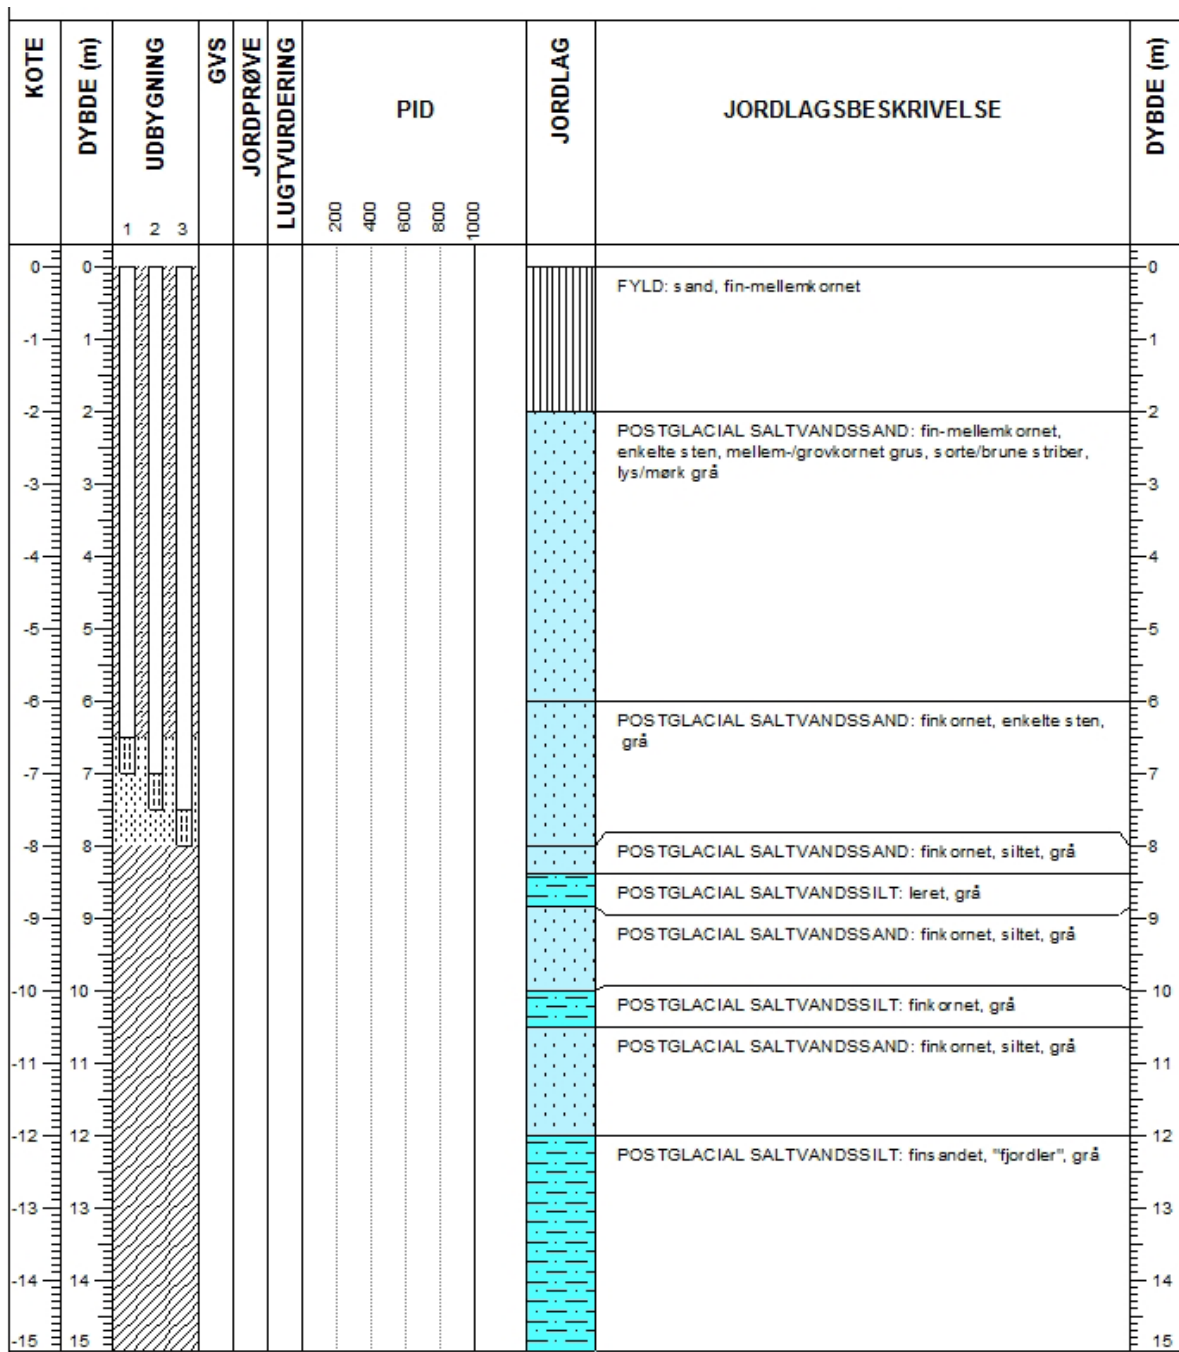 KOTE
DYBDE (m)
UDBYGNING
1 2 3
GVS
JORDPRØVE
LUGTVURDERING
PID
200 400 600 800 1000
JORDLAG
JORDLAGSBESKRIVELSE
DYBDE (m)
0 0 0
FYLD: sand, fin-mellemkornet
-1 1 1
-2 2 2
POSTGLACIAL SALTVANDSSAND: fin-mellemkornet,
enkelte sten, mellem-/grovkornet grus, sorte/brune striber,
lys/mørk grå
-3 3 3
-4 4 4
-5 5 5
-6 6 6
POSTGLACIAL SALTVANDSSAND: finkornet, enkelte sten,
grå
-7 7 7
-8 8 8
POSTGLACIAL SALTVANDSSAND: finkornet, siltet, grå
POSTGLACIAL SALTVANDSSILT: leret, grå
-9 9 9
POSTGLACIAL SALTVANDSSAND: finkornet, siltet, grå
-10 10 10
POSTGLACIAL SALTVANDSSILT: finkornet, grå
POSTGLACIAL SALTVANDSSAND: finkornet, siltet, grå
-11 11 11
-12 12 12
POSTGLACIAL SALTVANDSSILT: finsandet, "fjordler", grå
-13 13 13
-14 14 14
-15 15 15